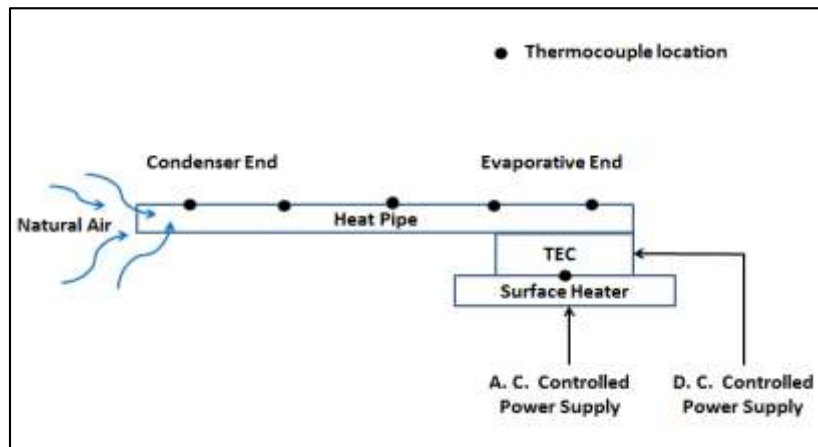 Thermocouple location
Condenser End
Evaporative End
Natural Air
Heat Pipe
TEC
Surface Heater
A. C.  Controlled
Power Supply
D. C.  Controlled
Power Supply